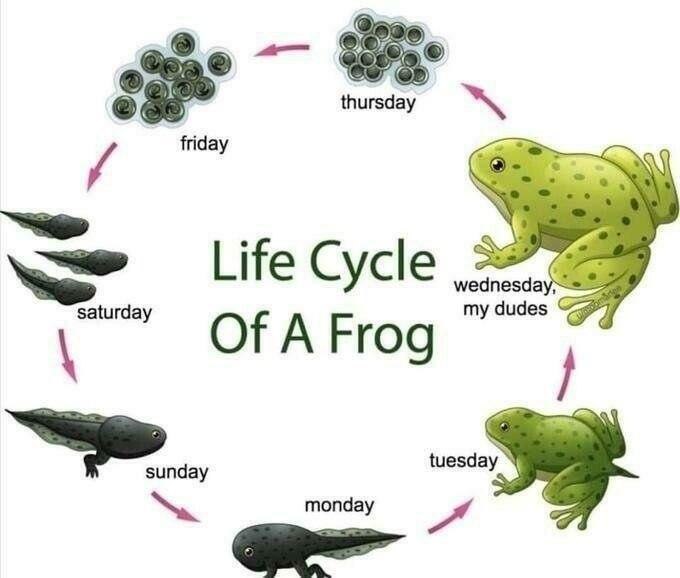 thursday
friday
Life Cycle
Of A Frog
wednesday,
my dudes
saturday
tuesday
sunday
monday